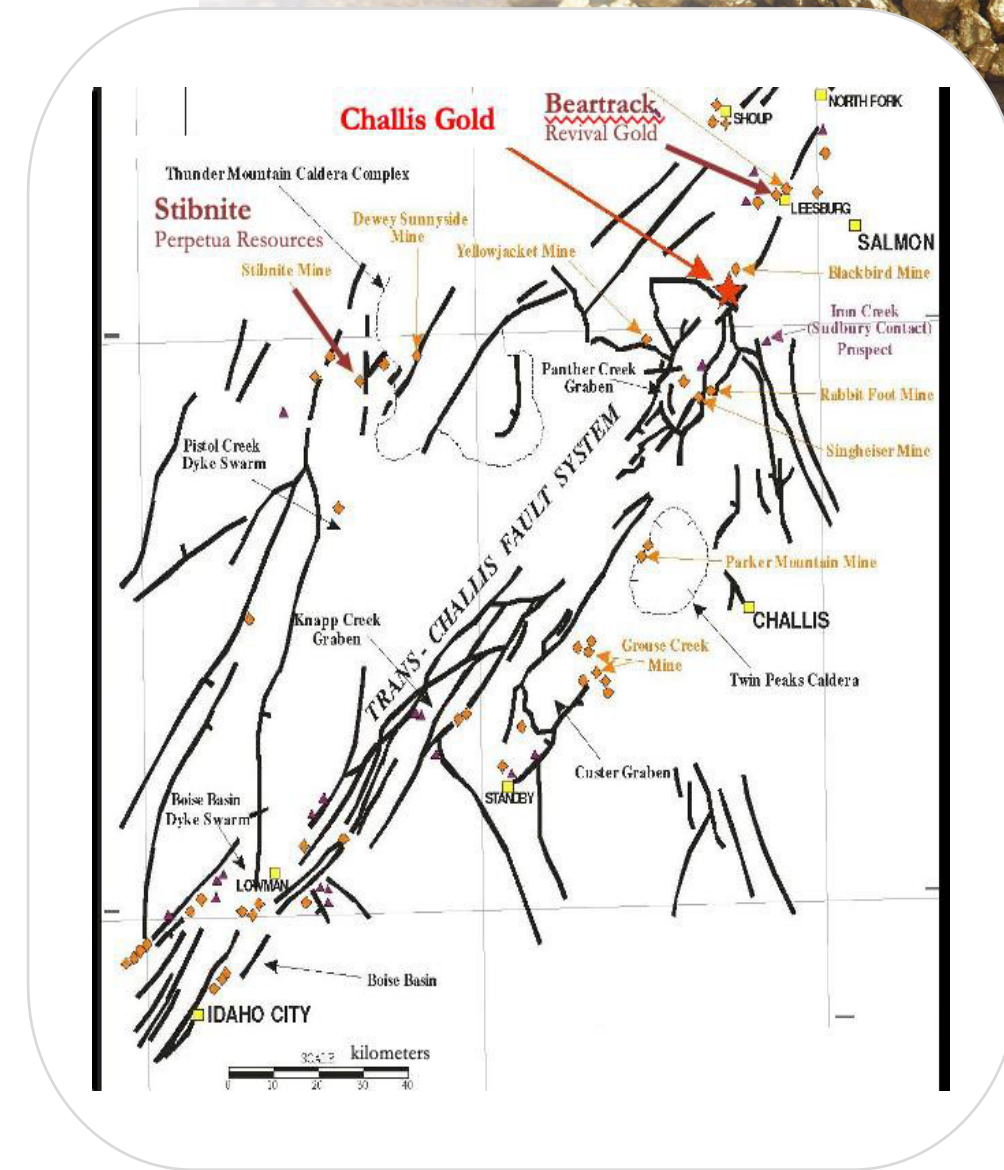 Challis Gold
Beartrack,
Revival Gold
SHOUP
NORTH FORK
Thunder Mountain Caldera Complex
Stibnite
Perpetua Resources
Dewey Sunnyside
Mine
Stibnite Mine
Yellowjacket Mine
LEESBURG
SALMON
Blackbird Mine
Iron Creek
(Sudbury Contact)
Prospect
Panther Creek
Graben
Rabbit Foot Mine
Singheiser Mine
Pistol Creek
Dyke Swarm
TRANS - CHALLIS FAULT SYSTEM
Parker Mountain Mine
CHALLIS
Knapp Creek
Graben
Grouse Creek
Mine
Twin Peaks Caldera
Custer Graben
Boise Basin
Dyke Swarm
LOWMAN
Boise Basin
IDAHO CITY
SCALE kilometers
0 10 20 30 40